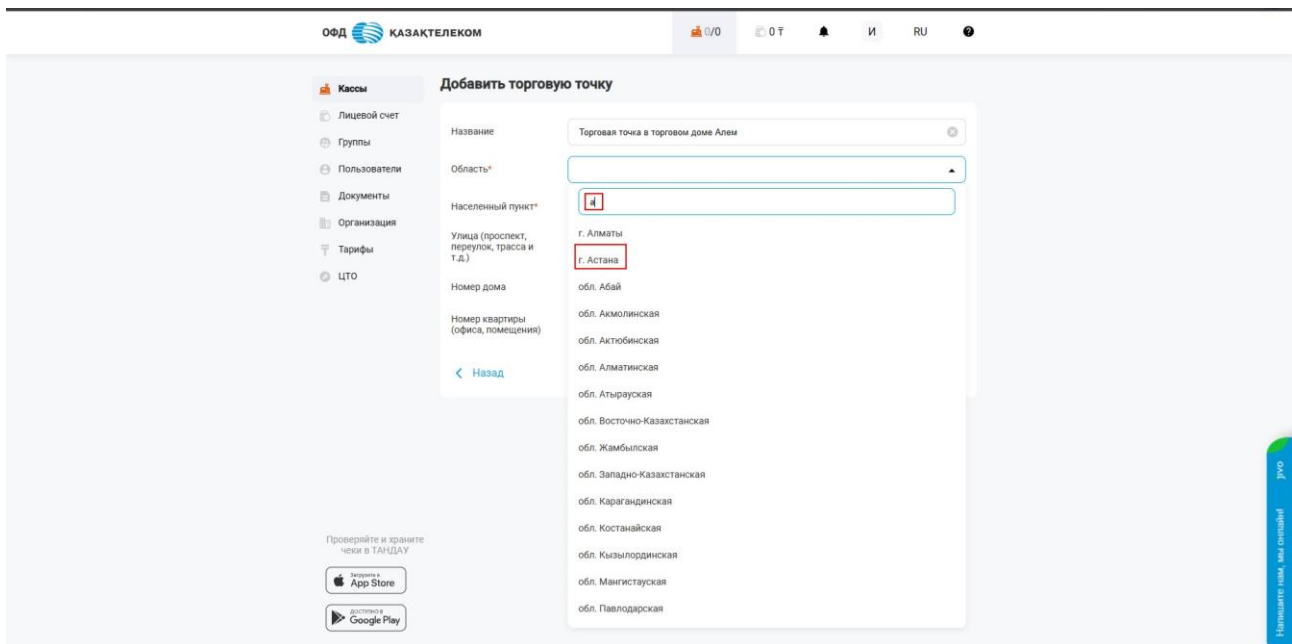 ОФД ҚАЗАҚТЕЛЕКОМ
0/0
0 ₸
И
RU
Кассы
Лицевой счет
Группы
Пользователи
Документы
Организация
Тарифы
ЦТО
Добавить торговую точку
Название
Торговая точка в торговом доме Алем
Область*
Населенный пункт*
а
Улица (проспект,
переулок, трасса и
т.д.)
Номер дома
Номер квартиры
(офиса, помещения)
Назад
г. Алматы
г. Астана
обл. Абай
обл. Акмолинская
обл. Актюбинская
обл. Алматинская
обл. Атырауская
обл. Восточно-Казахстанская
обл. Жамбылская
обл. Западно-Казахстанская
обл. Карагандинская
обл. Костанайская
обл. Кызылординская
обл. Мангистауская
обл. Павлодарская
Проверяйте и храните
чеки в ТАНДАУ
Загрузите в
App Store
ДОСТУПНО В
Google Play
Напишите нам, мы онлайн!
jivo